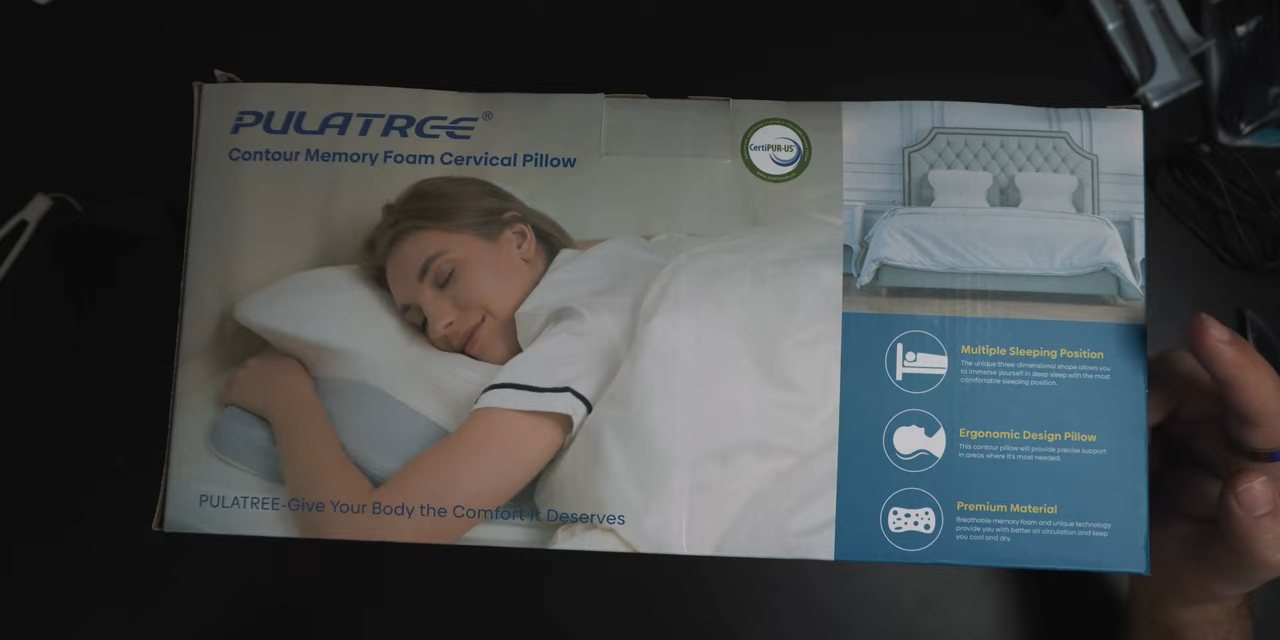 PULATREE®
Contour Memory Foam Cervical Pillow
CertiPUR-US
PULATREE-Give Your Body the Comfort It Deserves
Multiple Sleeping Position
The unique three-dimensional shape allows you
to immerse yourself in deep sleep with the most
comfortable sleeping position.
Ergonomic Design Pillow
This contour pillow will provide precise support
in areas where it's most needed.
Premium Material
Breathable memory foam and unique technology
provide you with better air circulation and keep
you cool and dry.